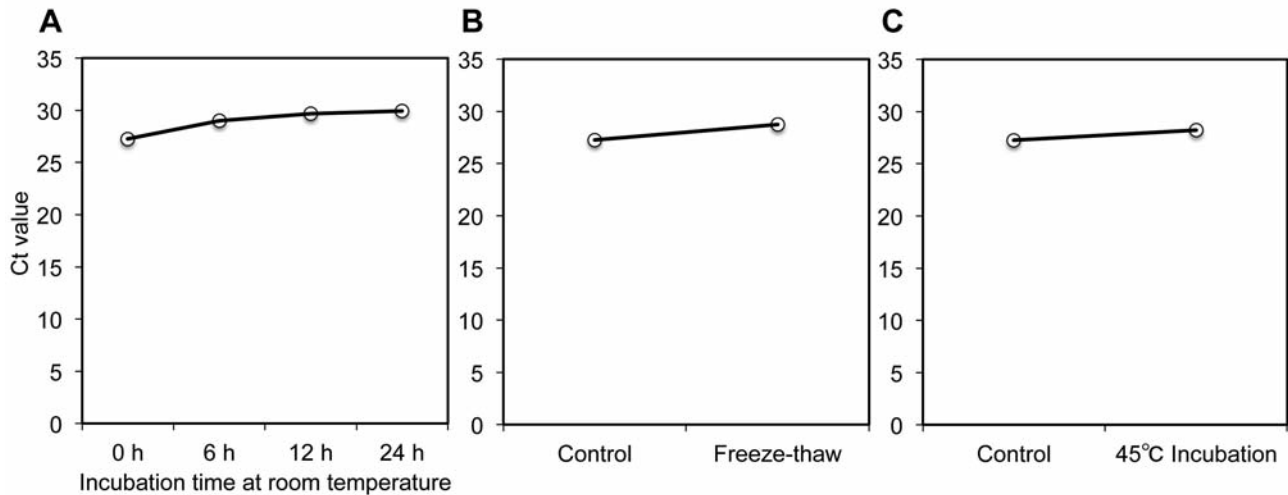 A
B
C
35
30
25
20
15
10
5
0
Ct value
0 h
6 h
12 h
24 h
Incubation time at room temperature
35
30
25
20
15
10
5
0
Control
Freeze-thaw
35
30
25
20
15
10
5
0
Control
45°C Incubation